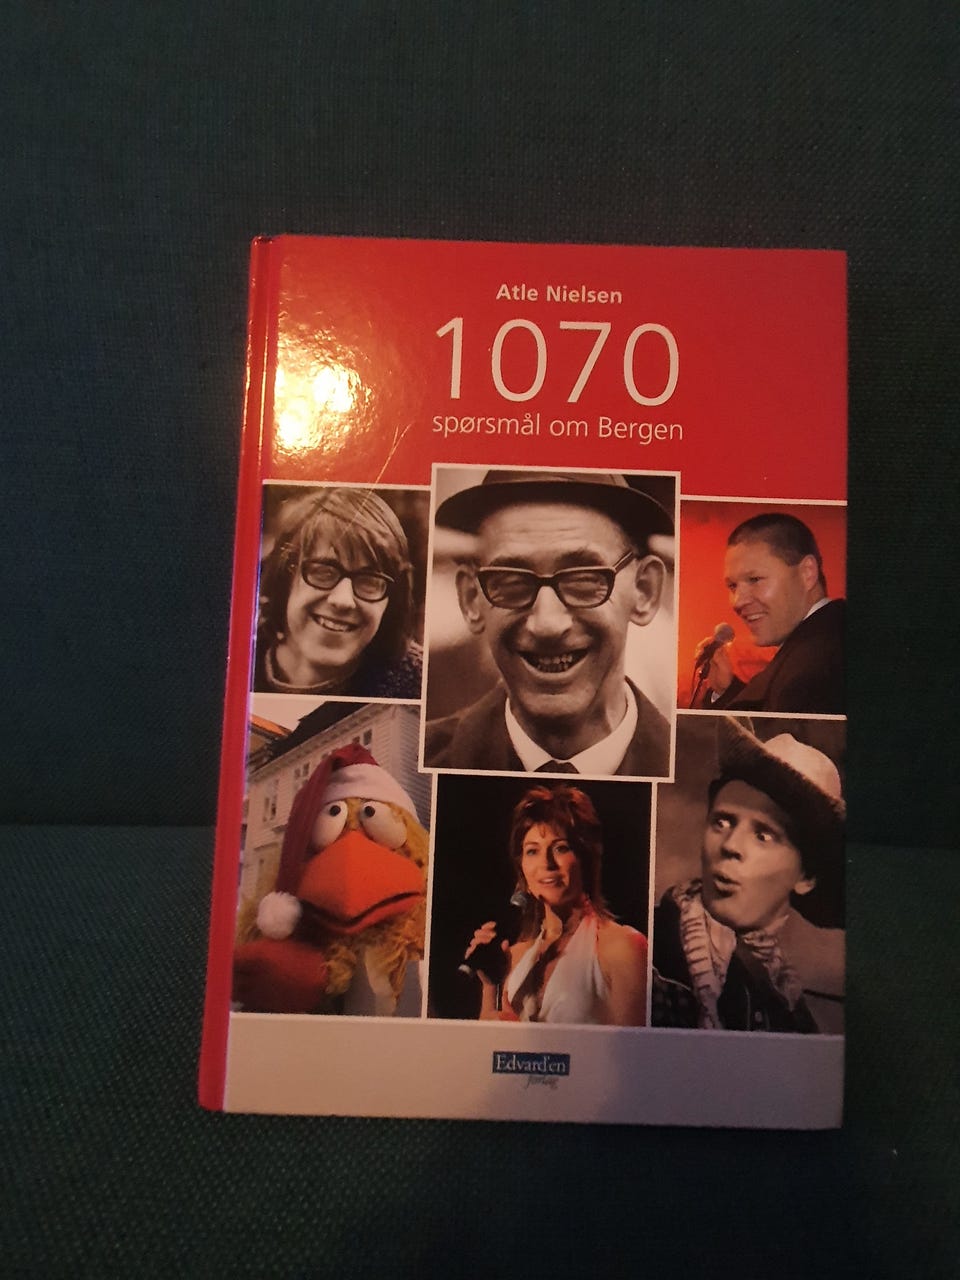 Atle Nielsen
1070
spørsmål om Bergen
Edvard'en
forlag